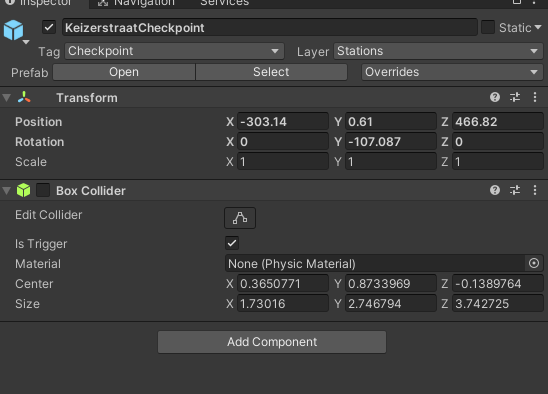 Inspector Navigation Services
KeizerstraatCheckpoint Static
Tag Checkpoint Layer Stations
Prefab Open Select Overrides
Transform
Position X -303.14 Y 0.61 Z 466.82
Rotation X 0 Y -107.087 Z 0
Scale X 1 Y 1 Z 1
Box Collider
Edit Collider
Is Trigger
Material None (Physic Material)
Center X 0.3650771 Y 0.8733969 Z -0.1389764
Size X 1.73016 Y 2.746794 Z 3.742725
Add Component